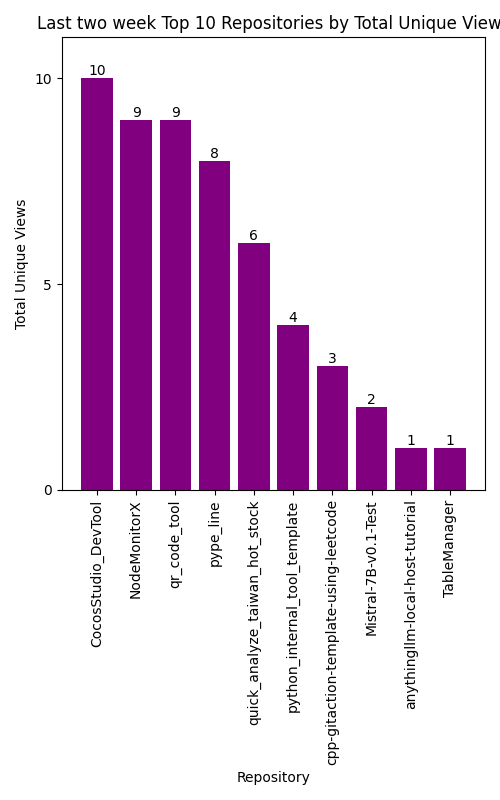 Last two week Top 10 Repositories by Total Unique View
10
9
9
8
6
4
3
2
1
1
10
5
0
Total Unique Views
CocosStudio_DevTool
NodeMonitorX
qr_code_tool
pype_line
quick_analyze_taiwan_hot_stock
python_internal_tool_template
cpp-gitaction-template-using-leetcode
Mistral-7B-v0.1-Test
anythingllm-local-host-tutorial
TableManager
Repository